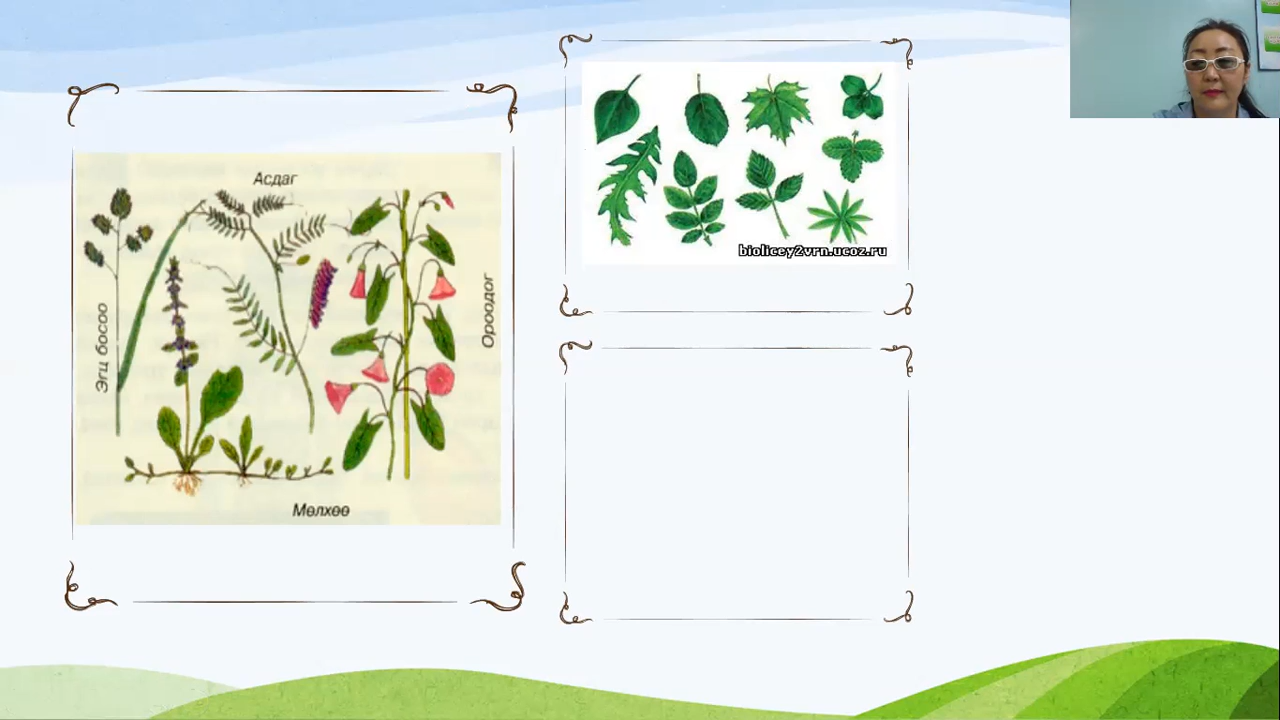 Асдаг
Эгц босоо
Ороодог
Мөлхөө
biolicey2vrn.ucoz.ru